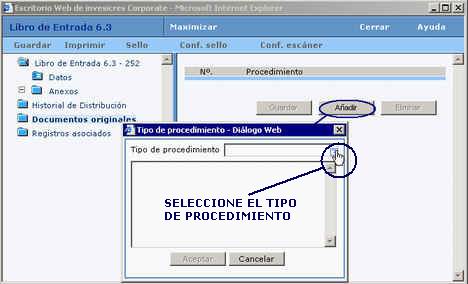 Escritorio Web de invesicres Corporate - Microsoft Internet Explorer
Libro de Entrada 6.3 Maximizar Cerrar Ayuda
Guardar Imprimir Sello Conf. sello Conf. escáner
Libro de Entrada 6.3 - 252
Datos
Anexos
Historial de Distribución
Documentos originales
Registros asociados
Nº. Procedimiento
Guardar Añadir Eliminar
Tipo de procedimiento - Diálogo Web
Tipo de procedimiento
SELECCIONE EL TIPO
DE PROCEDIMIENTO
Aceptar Cancelar